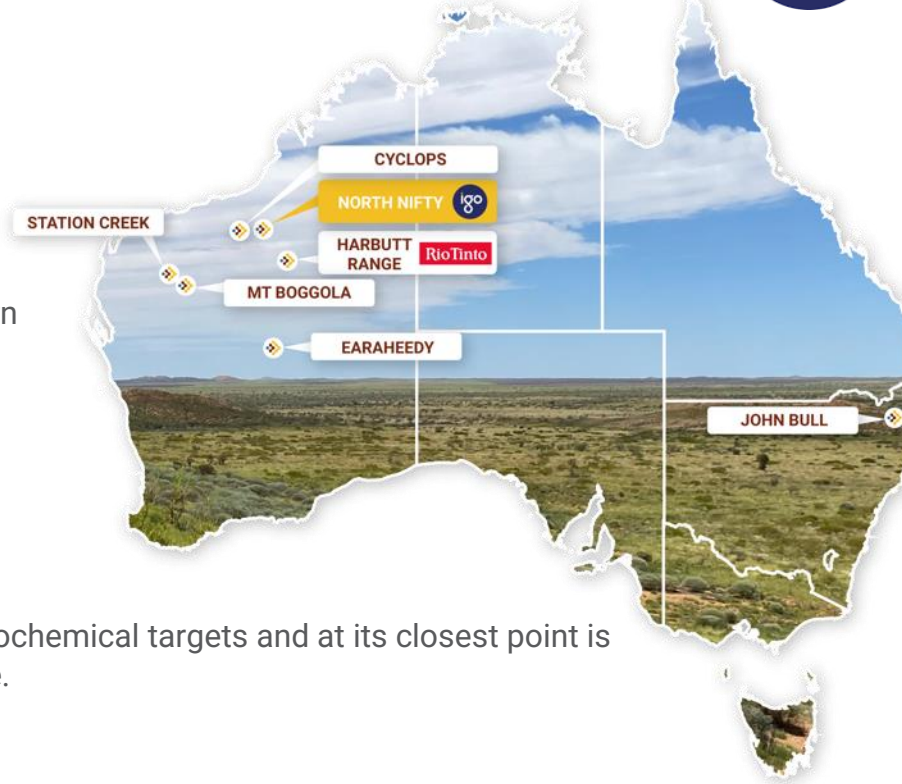 CYCLOPS
NORTH NIFTY igo
STATION CREEK
HARBUTT
RANGE RioTinto
MT BOGGOLA
n
EARAHEEDY
JOHN BULL
ochemical targets and at its closest point is